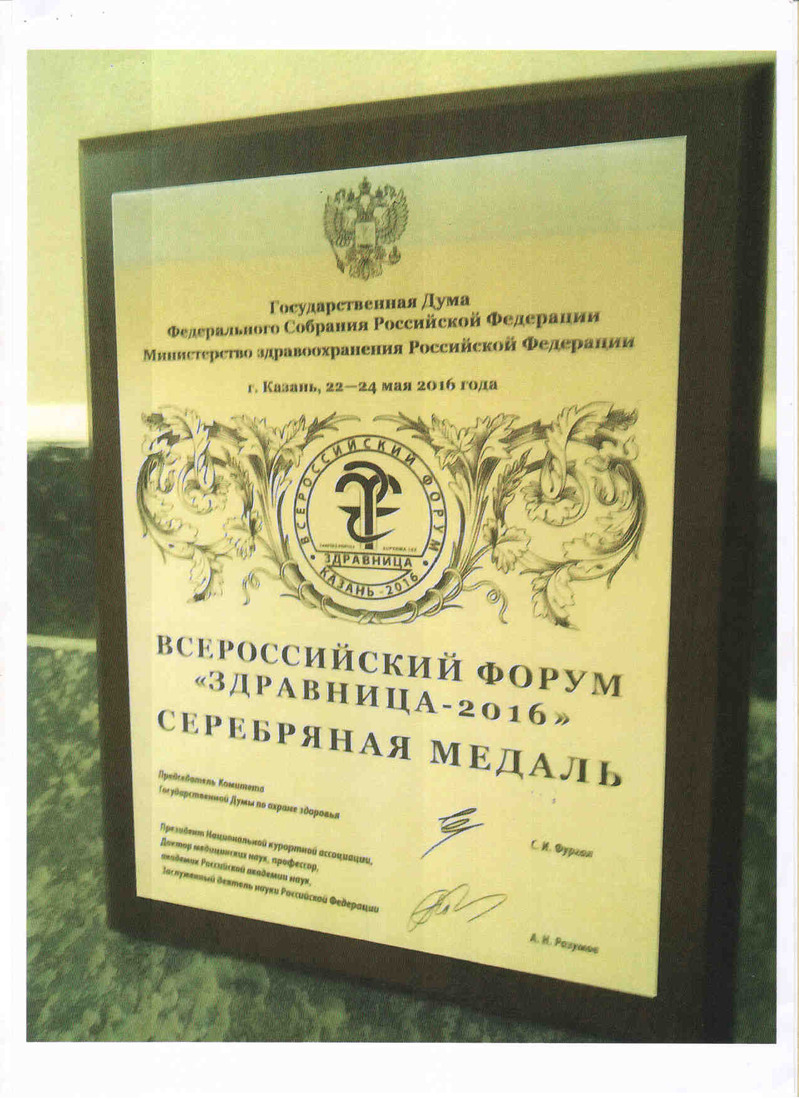 Государственная Дума
Федерального Собрания Российской Федерации
Министерство здравоохранения Российской Федерации
г. Казань, 22—24 мая 2016 года
ВСЕРОССИЙСКИЙ ФОРУМ
ЗДРАВНИЦА
КАЗАНЬ - 2016
ВСЕРОССИЙСКИЙ ФОРУМ
«ЗДРАВНИЦА-2016»
СЕРЕБРЯНАЯ МЕДАЛЬ
Председатель Комитета
Государственной Думы по охране здоровья
С. И. Фургал
Президент Национальной курортной ассоциации,
Доктор медицинских наук, профессор,
академик Российской академии наук,
Заслуженный деятель науки Российской Федерации
А. Н. Разумов